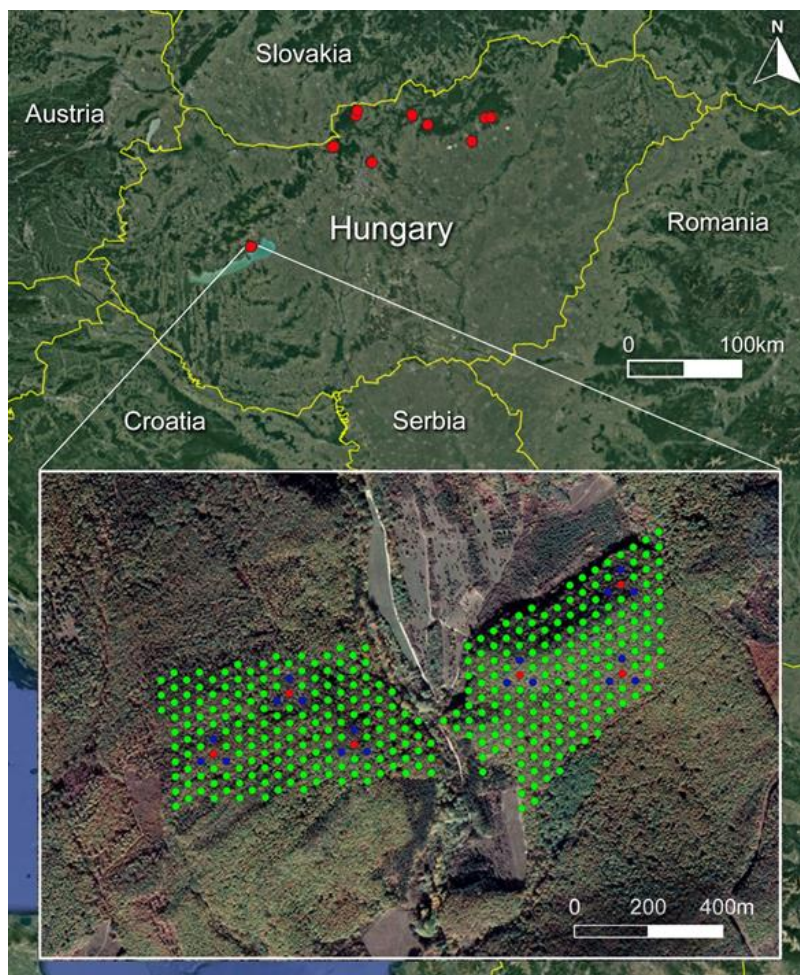 Slovakia
N
Austria
Hungary
Romania
0 100km
Croatia
Serbia
0 200 400m